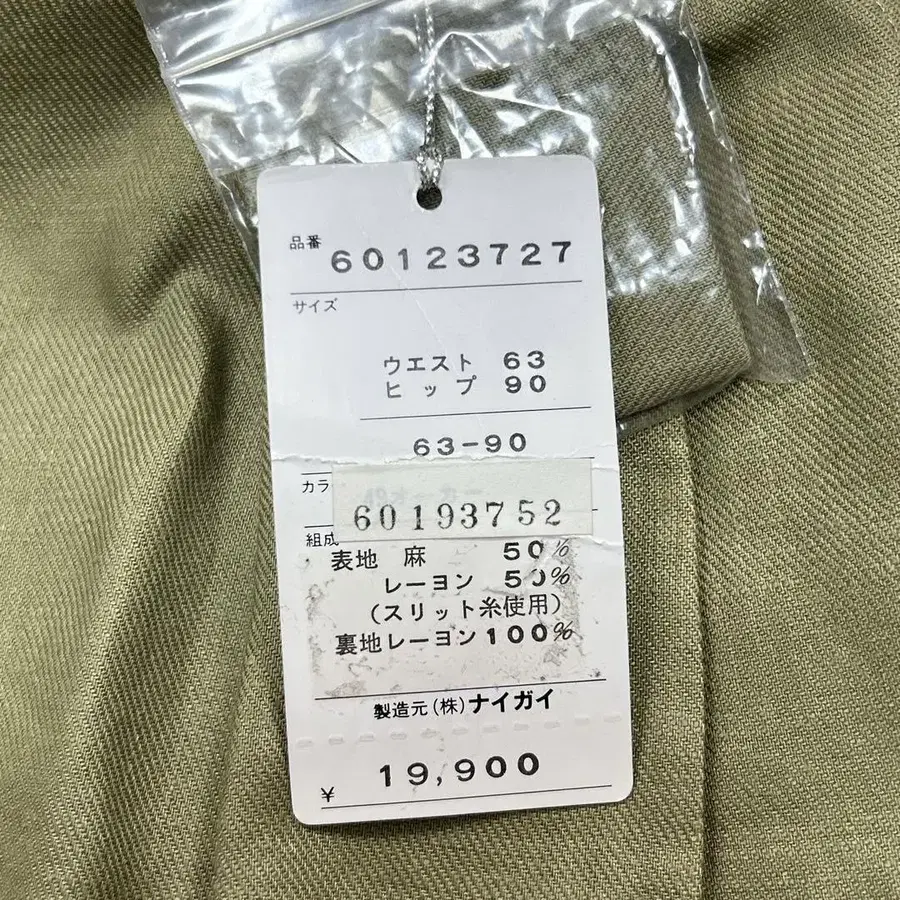 品番
60123727
サイズ
ウエスト 63
ヒップ 90
63-90
カラ
60193752
組成
表地 麻 50%
レーヨン 50%
(スリット糸使用)
裏地レーヨン100%
製造元(株)ナイガイ
¥ 19,900